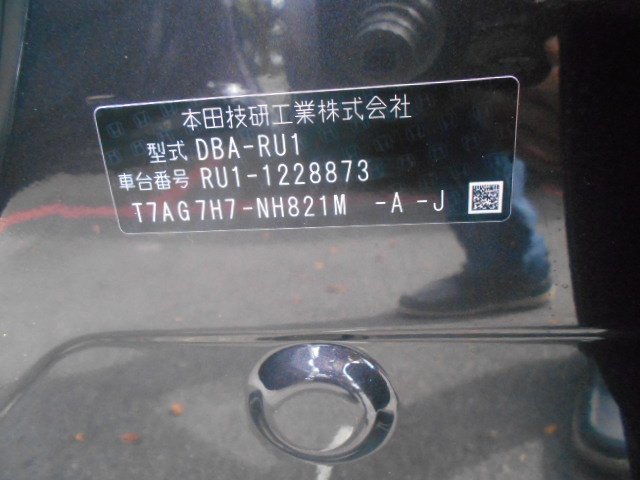 本田技研工業株式会社
型式 DBA-RU1
車台番号 RU1-1228873
T7AG7H7-NH821M -A -J